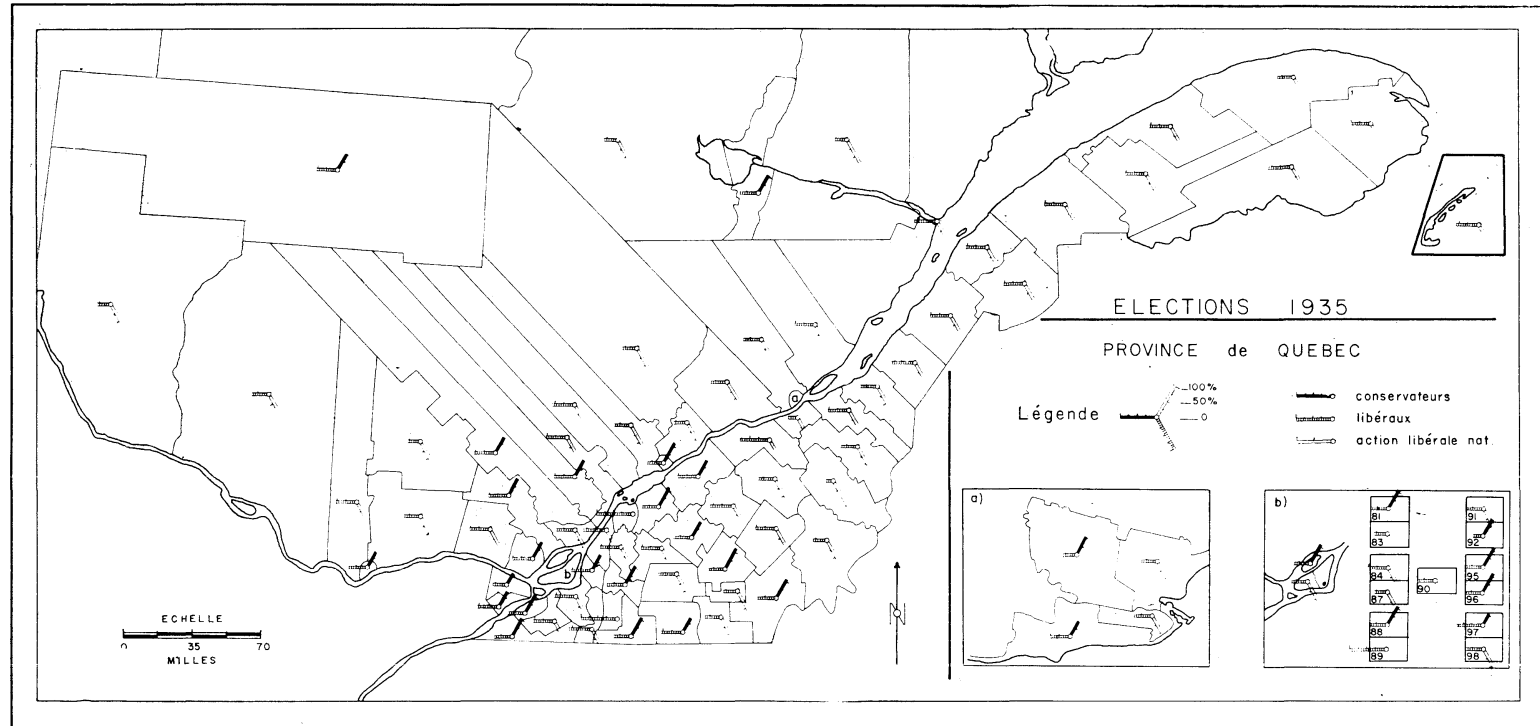 ELECTIONS 1935
PROVINCE de QUEBEC
Légende
100%
50%
0
conservateurs
libéraux
action libérale nat.
a
b
N
ECHELLE
0 35 70
MILLES
a)
b)
81
83
84
87
88
89
90
91
92
95
96
97
98